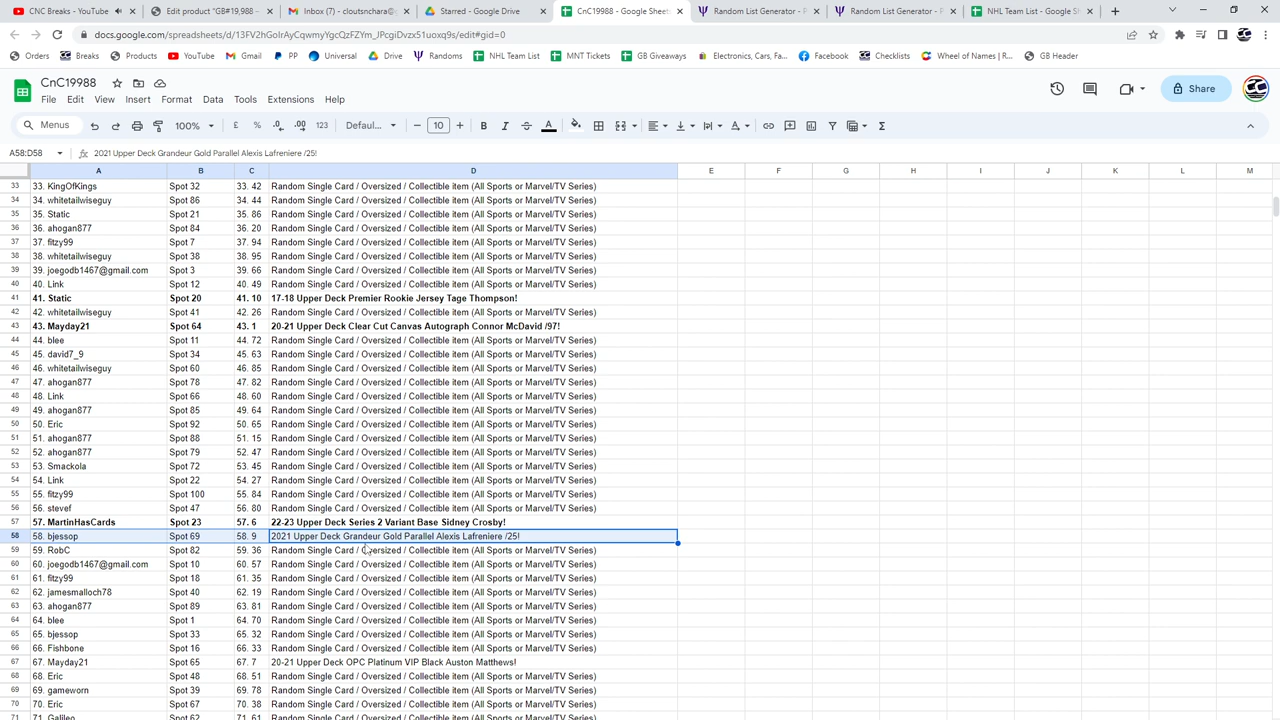 CNC Breaks - YouTube
Edit product "GB#19,988 -
Inbox (7) - cloutsnchara@gmail.c
Starred - Google Drive
CnC19988 - Google Sheets
Random List Generator - P
Random List Generator - P
NHL Team List - Google Sh
docs.google.com/spreadsheets/d/13FV2hGolrAyCqwmyYgcQzFZYm_JPcgiDvzx51uoxq9s/edit#gid=0
Orders
Breaks
Products
YouTube
Gmail
PP
Universal
Drive
Randoms
NHL Team List
MNT Tickets
GB Giveaways
Electronics, Cars, Fa...
Facebook
Checklists
Wheel of Names | R...
GB Header
CnC19988
File Edit View Insert Format Data Tools Extensions Help
Share
Menus
100%
£ % .0 .00 123
Defaul...
10
A58:D58
2021 Upper Deck Grandeur Gold Parallel Alexis Lafreniere /25!
A B C D E F G H I J K L M
33 33. KingOfKings Spot 32 33. 42 Random Single Card / Oversized / Collectible item (All Sports or Marvel/TV Series)
34 34. whitetailwiseguy Spot 86 34. 44 Random Single Card / Oversized / Collectible item (All Sports or Marvel/TV Series)
35 35. Static Spot 21 35. 86 Random Single Card / Oversized / Collectible item (All Sports or Marvel/TV Series)
36 36. ahogan877 Spot 84 36. 20 Random Single Card / Oversized / Collectible item (All Sports or Marvel/TV Series)
37 37. fitzy99 Spot 7 37. 94 Random Single Card / Oversized / Collectible item (All Sports or Marvel/TV Series)
38 38. whitetailwiseguy Spot 38 38. 95 Random Single Card / Oversized / Collectible item (All Sports or Marvel/TV Series)
39 39. joegodb1467@gmail.com Spot 3 39. 66 Random Single Card / Oversized / Collectible item (All Sports or Marvel/TV Series)
40 40. Link Spot 12 40. 49 Random Single Card / Oversized / Collectible item (All Sports or Marvel/TV Series)
41 41. Static Spot 20 41. 10 17-18 Upper Deck Premier Rookie Jersey Tage Thompson!
42 42. whitetailwiseguy Spot 41 42. 26 Random Single Card / Oversized / Collectible item (All Sports or Marvel/TV Series)
43 43. Mayday21 Spot 64 43. 1 20-21 Upper Deck Clear Cut Canvas Autograph Connor McDavid /97!
44 44. blee Spot 11 44. 72 Random Single Card / Oversized / Collectible item (All Sports or Marvel/TV Series)
45 45. david7_9 Spot 34 45. 63 Random Single Card / Oversized / Collectible item (All Sports or Marvel/TV Series)
46 46. whitetailwiseguy Spot 60 46. 85 Random Single Card / Oversized / Collectible item (All Sports or Marvel/TV Series)
47 47. ahogan877 Spot 78 47. 82 Random Single Card / Oversized / Collectible item (All Sports or Marvel/TV Series)
48 48. Link Spot 66 48. 60 Random Single Card / Oversized / Collectible item (All Sports or Marvel/TV Series)
49 49. ahogan877 Spot 85 49. 64 Random Single Card / Oversized / Collectible item (All Sports or Marvel/TV Series)
50 50. Eric Spot 92 50. 65 Random Single Card / Oversized / Collectible item (All Sports or Marvel/TV Series)
51 51. ahogan877 Spot 88 51. 15 Random Single Card / Oversized / Collectible item (All Sports or Marvel/TV Series)
52 52. ahogan877 Spot 79 52. 47 Random Single Card / Oversized / Collectible item (All Sports or Marvel/TV Series)
53 53. Smackola Spot 72 53. 45 Random Single Card / Oversized / Collectible item (All Sports or Marvel/TV Series)
54 54. Link Spot 22 54. 27 Random Single Card / Oversized / Collectible item (All Sports or Marvel/TV Series)
55 55. fitzy99 Spot 100 55. 84 Random Single Card / Oversized / Collectible item (All Sports or Marvel/TV Series)
56 56. stevef Spot 47 56. 80 Random Single Card / Oversized / Collectible item (All Sports or Marvel/TV Series)
57 57. MartinHasCards Spot 23 57. 6 22-23 Upper Deck Series 2 Variant Base Sidney Crosby!
58 58. bjessop Spot 69 58. 9 2021 Upper Deck Grandeur Gold Parallel Alexis Lafreniere /25!
59 59. RobC Spot 82 59. 36 Random Single Card / Oversized / Collectible item (All Sports or Marvel/TV Series)
60 60. joegodb1467@gmail.com Spot 10 60. 57 Random Single Card / Oversized / Collectible item (All Sports or Marvel/TV Series)
61 61. fitzy99 Spot 18 61. 35 Random Single Card / Oversized / Collectible item (All Sports or Marvel/TV Series)
62 62. jamesmalloch78 Spot 40 62. 19 Random Single Card / Oversized / Collectible item (All Sports or Marvel/TV Series)
63 63. ahogan877 Spot 89 63. 81 Random Single Card / Oversized / Collectible item (All Sports or Marvel/TV Series)
64 64. blee Spot 1 64. 70 Random Single Card / Oversized / Collectible item (All Sports or Marvel/TV Series)
65 65. bjessop Spot 33 65. 32 Random Single Card / Oversized / Collectible item (All Sports or Marvel/TV Series)
66 66. Fishbone Spot 16 66. 33 Random Single Card / Oversized / Collectible item (All Sports or Marvel/TV Series)
67 67. Mayday21 Spot 65 67. 7 20-21 Upper Deck OPC Platinum VIP Black Auston Matthews!
68 68. Eric Spot 48 68. 51 Random Single Card / Oversized / Collectible item (All Sports or Marvel/TV Series)
69 69. gameworn Spot 39 69. 78 Random Single Card / Oversized / Collectible item (All Sports or Marvel/TV Series)
70 70. Eric Spot 67 70. 38 Random Single Card / Oversized / Collectible item (All Sports or Marvel/TV Series)
71 71. Galileo Spot 62 71. 61 Random Single Card / Oversized / Collectible item (All Sports or Marvel/TV Series)